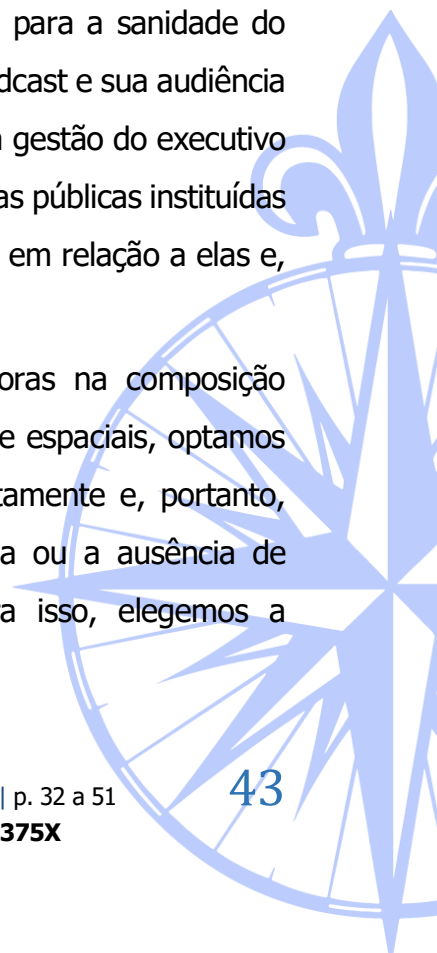 para a sanidade do
dcast e sua audiência
gestão do executivo
as públicas instituídas
em relação a elas e,
oras na composição
e espaciais, optamos
tamente e, portanto,
a ou a ausência de
a isso, elegemos a
| p. 32 a 51
43
375X